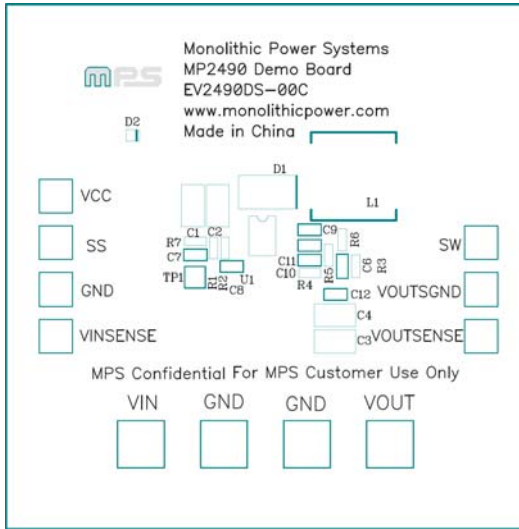 mps
Monolithic Power Systems
MP2490 Demo Board
EV2490DS-00C
www.monolithicpower.com
Made in China
D2
D1
L1
VCC
SS
GND
VINSENSE
C1
C2
R7
C7
TP1
R1
R2
U1
C8
C9
C11
C10
R4
R5
R6
C6
R3
C12
C4
C3
SW
VOUTSGND
VOUTSENSE
MPS Confidential For MPS Customer Use Only
VIN GND GND VOUT